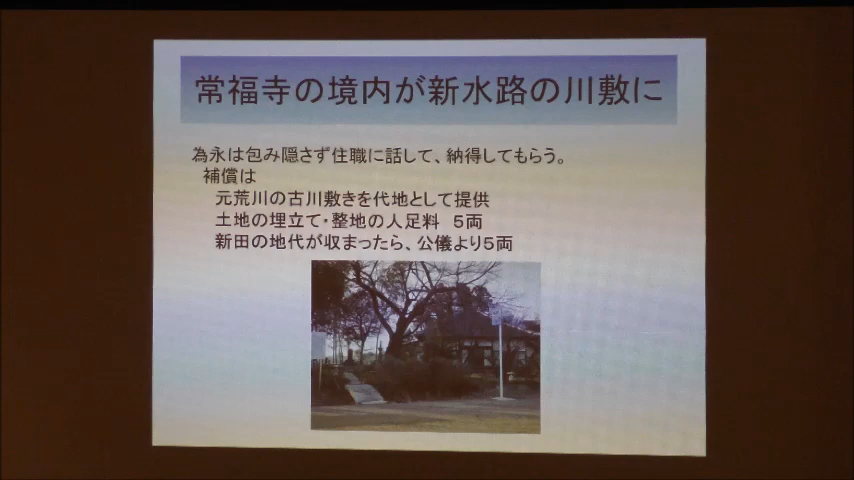 常福寺の境内が新水路の川敷に
為永は包み隠さず住職に話して、納得してもらう。
補償は
元荒川の古川敷きを代地として提供
土地の埋立て・整地の人足料　５両
新田の地代が収まったら、公儀より５両